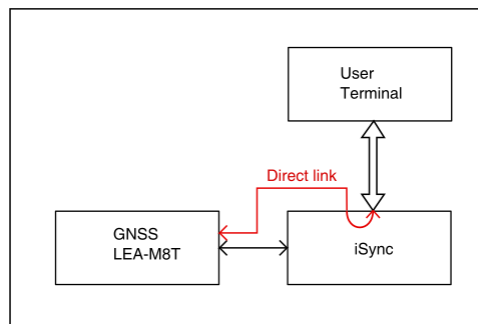 User
Terminal
Direct link
GNSS
LEA-M8T
iSync